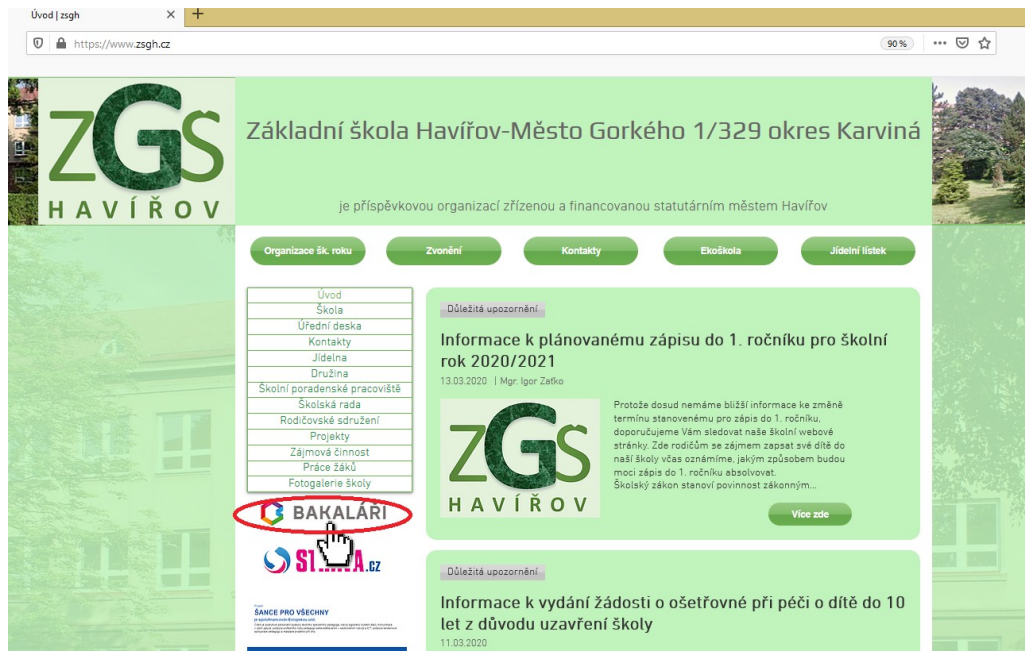 Úvod | zsgh
https://www.zsgh.cz
90 %
ZGŠ
HAVÍŘOV
Základní škola Havířov-Město Gorkého 1/329 okres Karviná
je příspěvkovou organizací zřízenou a financovanou statutárním městem Havířov
Organizace šk. roku
Zvonění
Kontakty
Ekoškola
Jídelní lístek
Úvod
Škola
Úřední deska
Kontakty
Jídelna
Družina
Školní poradenské pracoviště
Školská rada
Rodičovské sdružení
Projekty
Zájmová činnost
Práce žáků
Fotogalerie školy
BAKALÁŘI
.cz
ŠANCE PRO VŠECHNY
Důležitá upozornění
Informace k plánovanému zápisu do 1. ročníku pro školní
rok 2020/2021
13.03.2020 | Mgr. Igor Zaťko
ZGŠ
HAVÍŘOV
Protože dosud nemáme bližší informace ke změně
termínu stanovenému pro zápis do 1. ročníku,
doporučujeme Vám sledovat naše školní webové
stránky. Zde rodičům se zájmem zapsat své dítě do
naší školy včas oznámíme, jakým způsobem budou
moci zápis do 1. ročníku absolvovat.
Školský zákon stanoví povinnost zákonným...
Více zde
Důležitá upozornění
Informace k vydání žádosti o ošetřovné při péči o dítě do 10
let z důvodu uzavření školy
11.03.2020